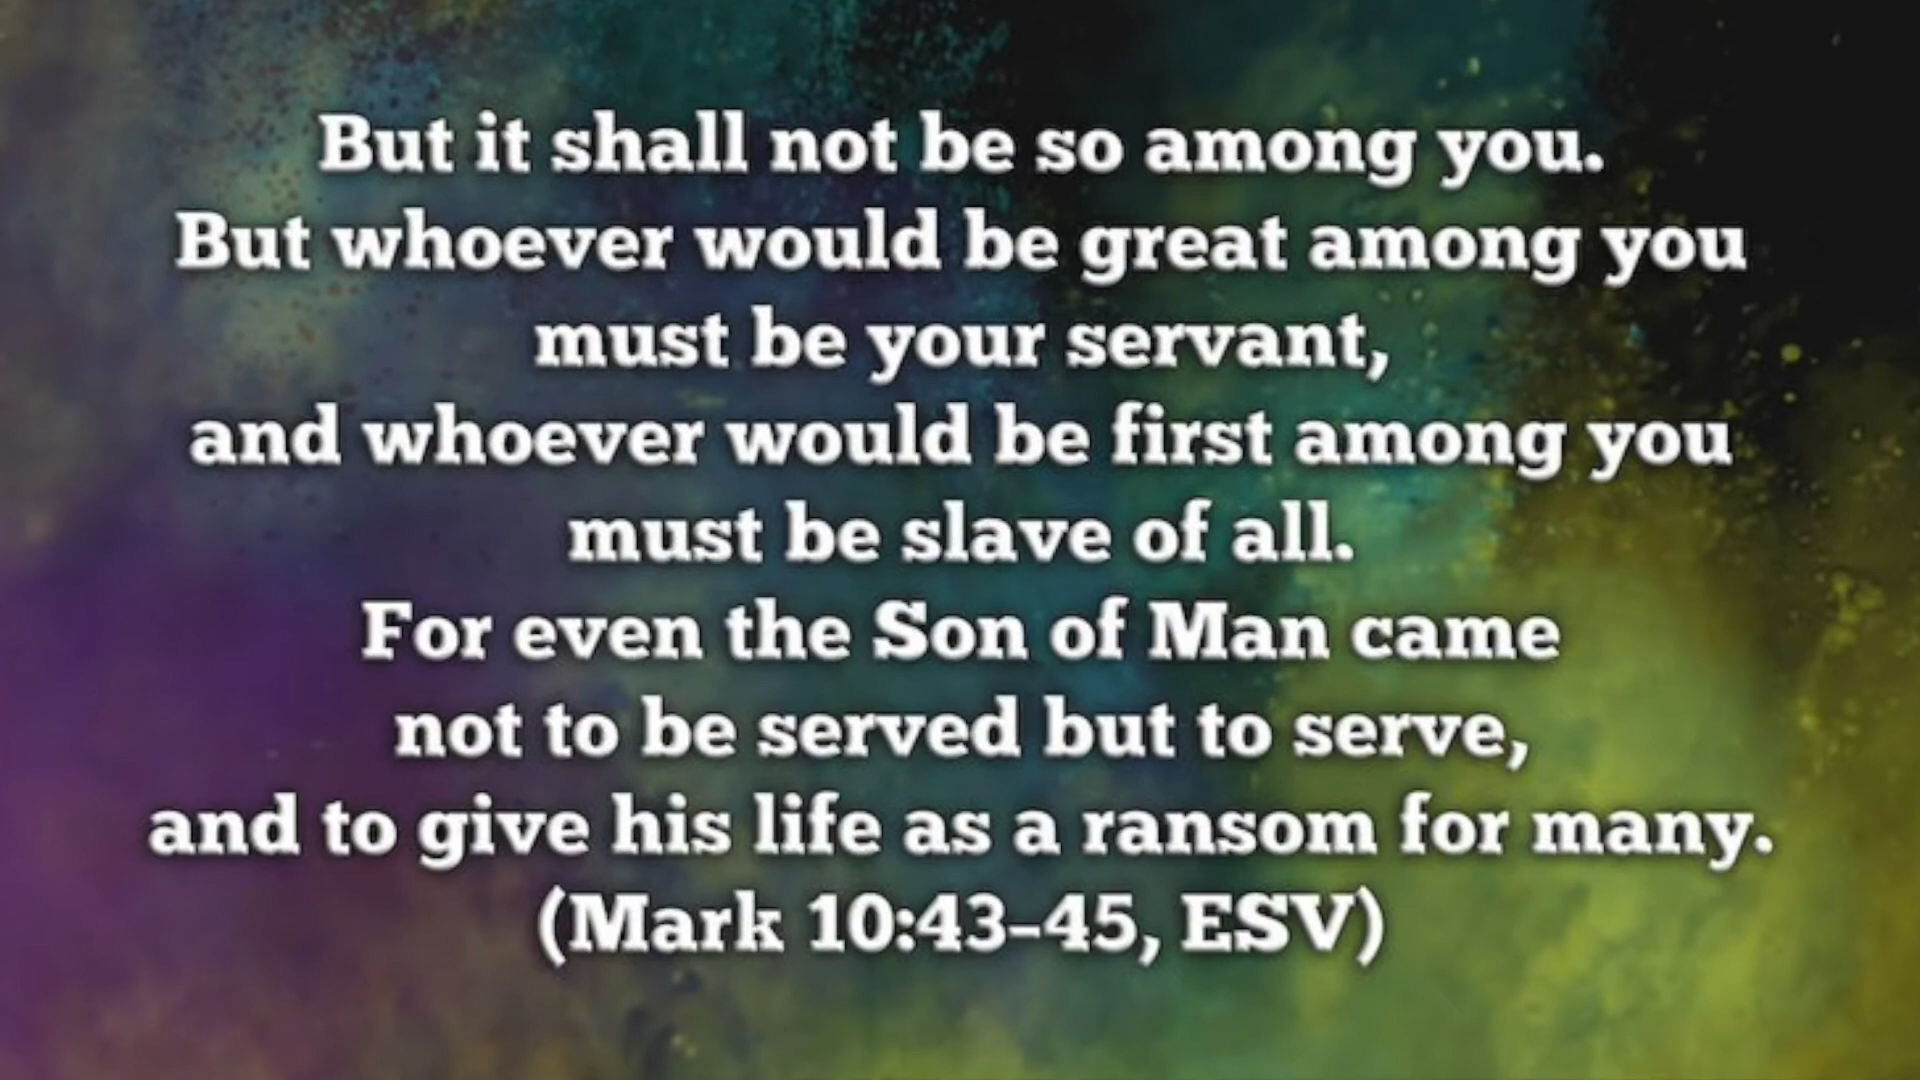 But it shall not be so among you.
But whoever would be great among you
must be your servant,
and whoever would be first among you
must be slave of all.
For even the Son of Man came
not to be served but to serve,
and to give his life as a ransom for many.
(Mark 10:43–45, ESV)